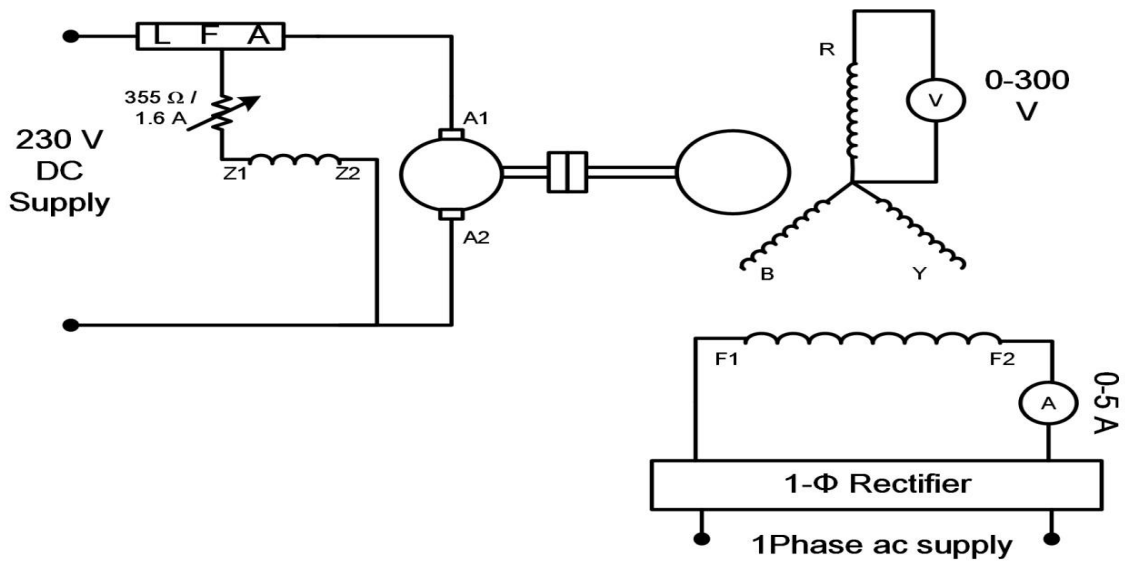 L F A
355 Ω /
1.6 A
230 V
DC
Supply
Z1
Z2
A1
A2
R
V
0-300
V
B
Y
F1
F2
A
0-5 A
1-Φ Rectifier
1Phase ac supply